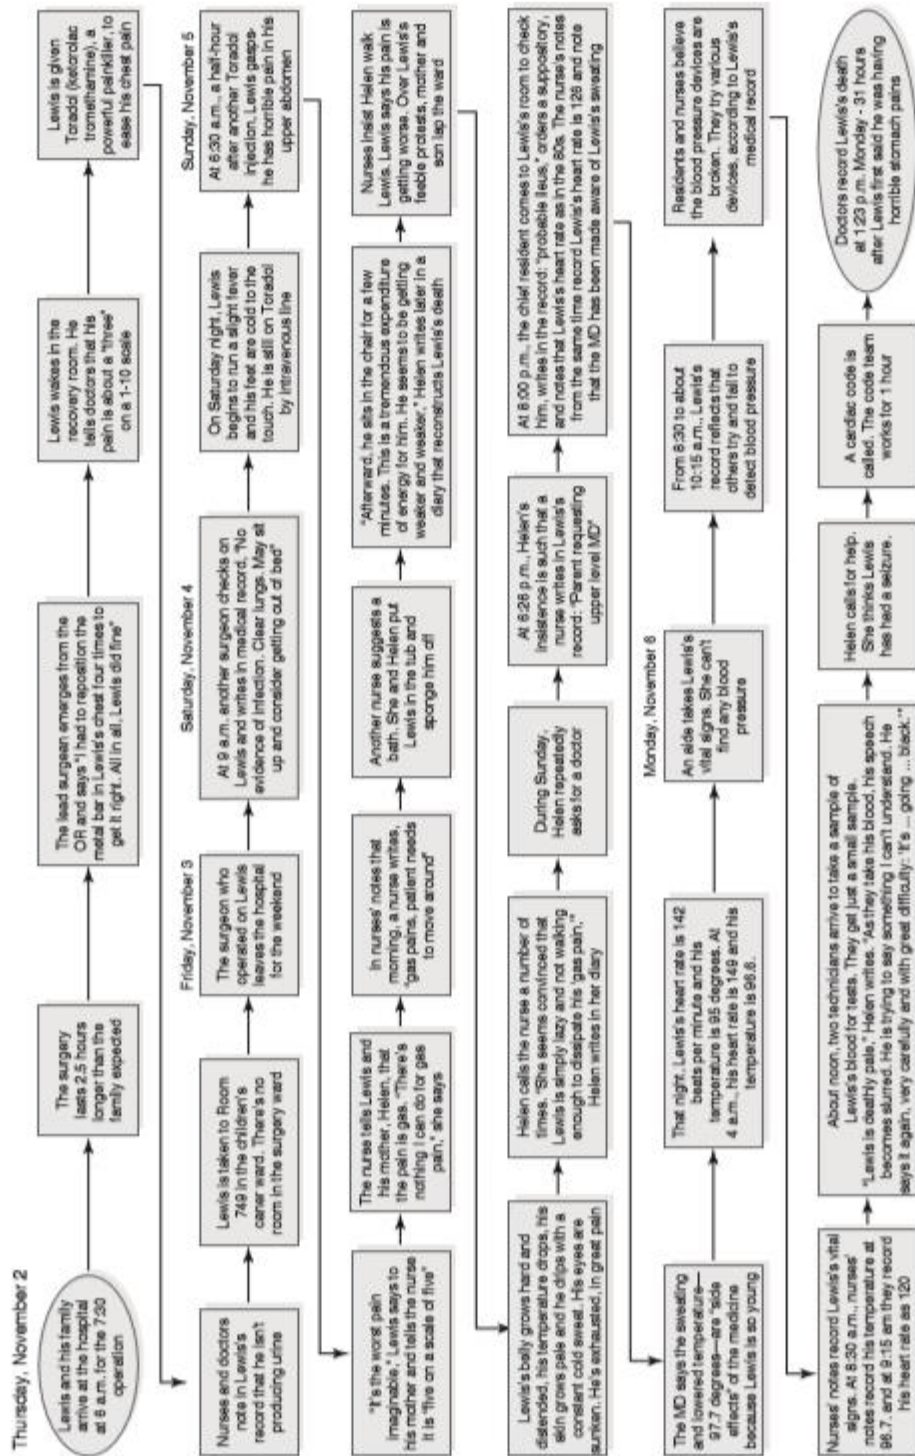 Thursday, November 2
Lewis and his family
arrive at the hospital
at 6 a.m. for the 7:30
operation
The surgery
lasts 2.5 hours
longer than the
family expected
The lead surgeon emerges from the
OR and says "I had to reposition the
metal bar in Lewis's chest four times to
get it right. All in all, Lewis did fine"
Lewis wakes in the
recovery room. He
tells doctors that his
pain is about a "three"
on a 1-10 scale
Lewis is given
Toradol (ketorolac
tromethamine), a
powerful painkiller, to
ease his chest pain
Nurses and doctors
note in Lewis's
record that he isn't
producing urine
Lewis is taken to Room
749 in the children's
caner ward. There's no
room in the surgery ward
Friday, November 3
The surgeon who
operated on Lewis
leaves the hospital
for the weekend
Saturday, November 4
At 9 a.m. another surgeon checks on
Lewis and writes in medical record, "No
evidence of infection. Clear lungs. May sit
up and consider getting out of bed"
On Saturday night, Lewis
begins to run a slight fever
and his feet are cold to the
touch. He is still on Toradol
by intravenous line
Sunday, November 5
At 6:30 a.m., a half-hour
after another Toradol
injection, Lewis gasps-
he has horrible pain in his
upper abdomen
"It's the worst pain
imaginable," Lewis says to
his mother and tells the nurse
it is "five on a scale of five"
The nurse tells Lewis and
his mother, Helen, that
the pain is gas. "There's
nothing I can do for gas
pain," she says
In nurses' notes that
morning, a nurse writes,
"gas pains, patient needs
to move around"
Another nurse suggests a
bath. She and Helen put
Lewis in the tub and
sponge him off
"Afterward, he sits in the chair for a few
minutes. This is a tremendous expenditure
of energy for him. He seems to be getting
weaker and weaker," Helen writes later in a
diary that reconstructs Lewis's death
Nurses insist Helen walk
Lewis. Lewis says his pain is
getting worse. Over Lewis's
feeble protests, mother and
son lap the ward
Lewis's belly grows hard and
distended, his temperature drops, his
skin grows pale and he drips with a
constant cold sweat. His eyes are
sunken. He's exhausted, in great pain
Helen calls the nurse a number of
times. "She seems convinced that
Lewis is simply lazy and not walking
enough to dissipate his 'gas pain,'"
Helen writes in her diary
During Sunday,
Helen repeatedly
asks for a doctor
At 6:26 p.m., Helen's
insistence is such that a
nurse writes in Lewis's
record: "Parent requesting
upper level MD"
At 8:00 p.m., the chief resident comes to Lewis's room to check
him, writes in the record: "probable ileus," orders a suppository,
and notes that Lewis's heart rate as in the 80s. The nurse's notes
from the same time record Lewis's heart rate is 126 and note
that the MD has been made aware of Lewis's sweating
The MD says the sweating
and lowered temperature—
97.7 degrees—are "side
effects" of the medicine
because Lewis is so young
That night, Lewis's heart rate is 142
beats per minute and his
temperature is 95 degrees. At
4 a.m., his heart rate is 149 and his
temperature is 96.6.
Monday, November 6
An aide takes Lewis's
vital signs. She can't
find any blood
pressure
From 8:30 to about
10:15 a.m., Lewis's
record reflects that
others try and fail to
detect blood pressure
Residents and nurses believe
the blood pressure devices are
broken. They try various
devices, according to Lewis's
medical record
Nurses' notes record Lewis's vital
signs. At 8:30 a.m., nurses'
notes record his temperature at
96.7. and at 9:15 am they record
his heart rate as 120
About noon, two technicians arrive to take a sample of
Lewis's blood for tests. They get just a small sample.
"Lewis is deathly pale," Helen writes. "As they take his blood, his speech
becomes slurred. He is trying to say something I can't understand. He
says it again, very carefully and with great difficulty: 'It's ... going ... black.'"
Helen calls for help.
She thinks Lewis
has had a seizure.
A cardiac code is
called. The code team
works for 1 hour
Doctors record Lewis's death
at 1:23 p.m. Monday - 31 hours
after Lewis first said he was having
horrible stomach pains